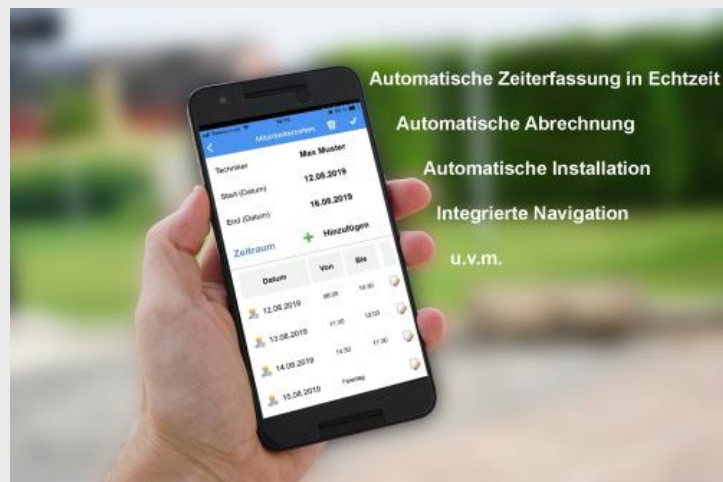 Automatische Zeiterfassung in Echtzeit
Automatische Abrechnung
Automatische Installation
Integrierte Navigation
u.v.m.
Mitarbeiterzeiten
Techniker Max Muster
Start (Datum) 12.08.2019
End (Datum) 16.08.2019
Zeitraum Hinzufügen
Datum Von Bis
12.08.2019
13.08.2019
14.08.2019
15.08.2019 Feiertag